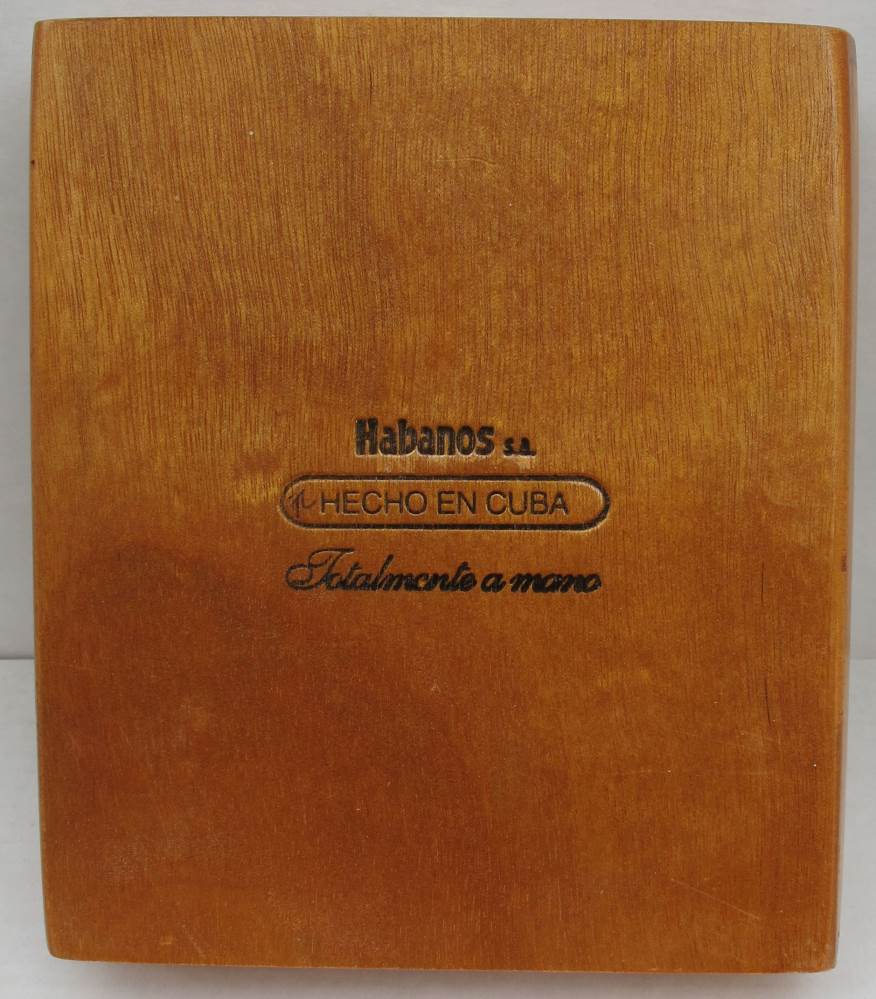 Habanos S.A.
HECHO EN CUBA
Totalmente a mano